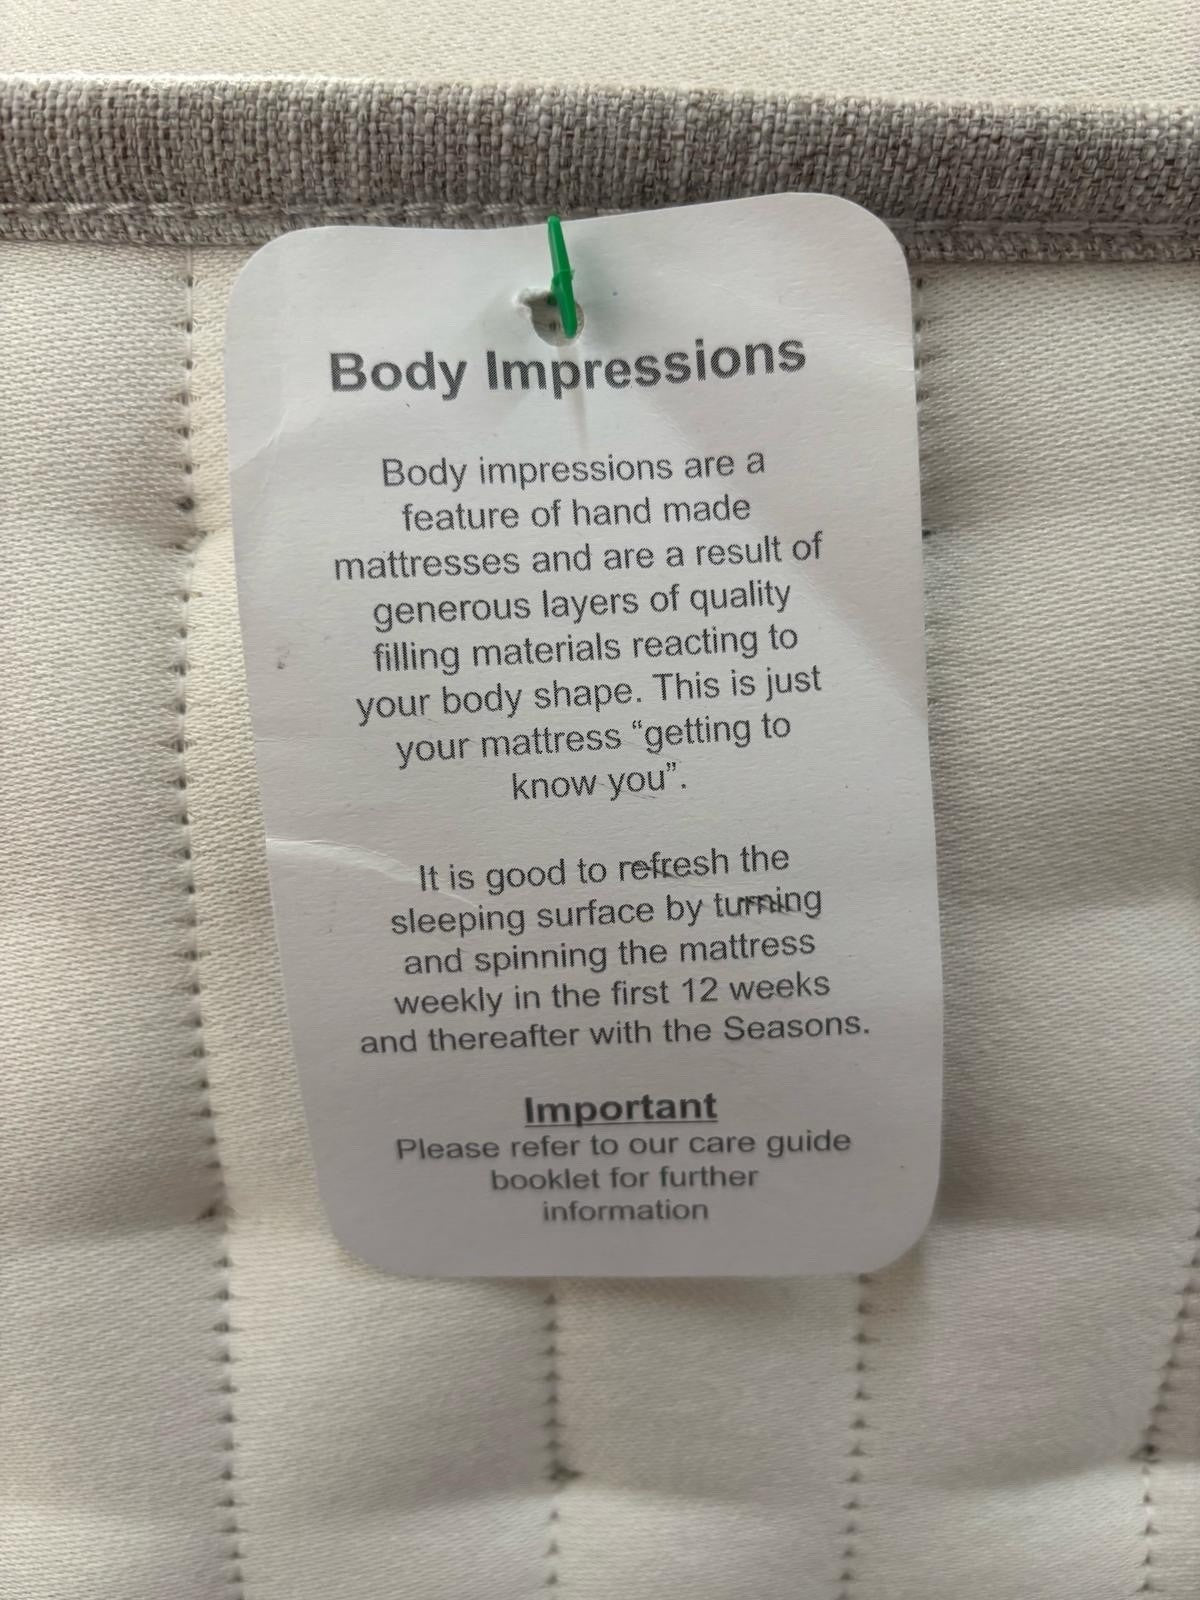 Body Impressions
Body impressions are a
feature of hand made
mattresses and are a result of
generous layers of quality
filling materials reacting to
your body shape. This is just
your mattress “getting to
know you”.
It is good to refresh the
sleeping surface by turning
and spinning the mattress
weekly in the first 12 weeks
and thereafter with the Seasons.
Important
Please refer to our care guide
booklet for further
information